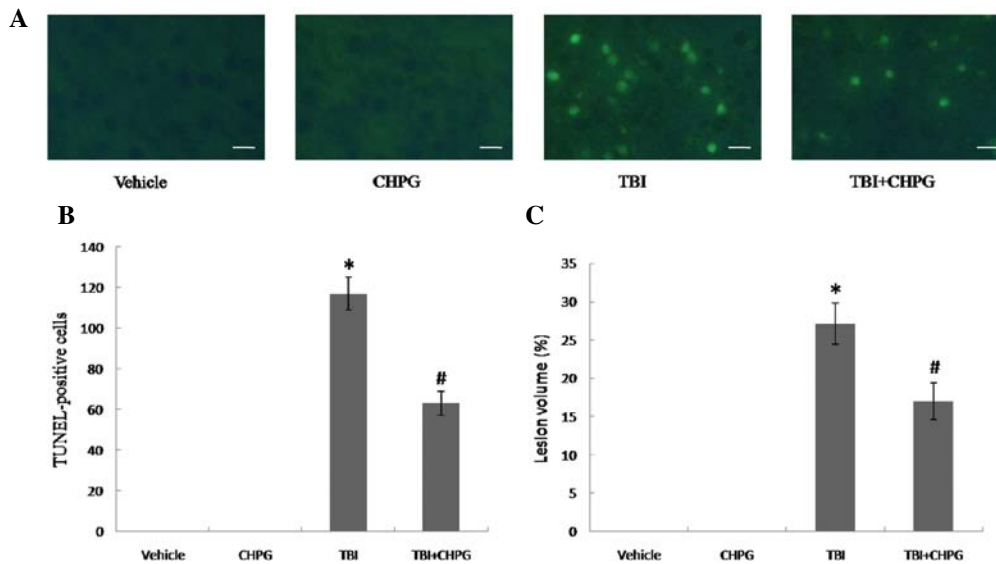 A
Vehicle
CHPG
TBI
TBI+CHPG
B
TUNEL-positive cells
140
120
100
80
60
40
20
0
*
#
Vehicle
CHPG
TBI
TBI+CHPG
C
Lesion volume (%)
35
30
25
20
15
10
5
0
*
#
Vehicle
CHPG
TBI
TBI+CHPG